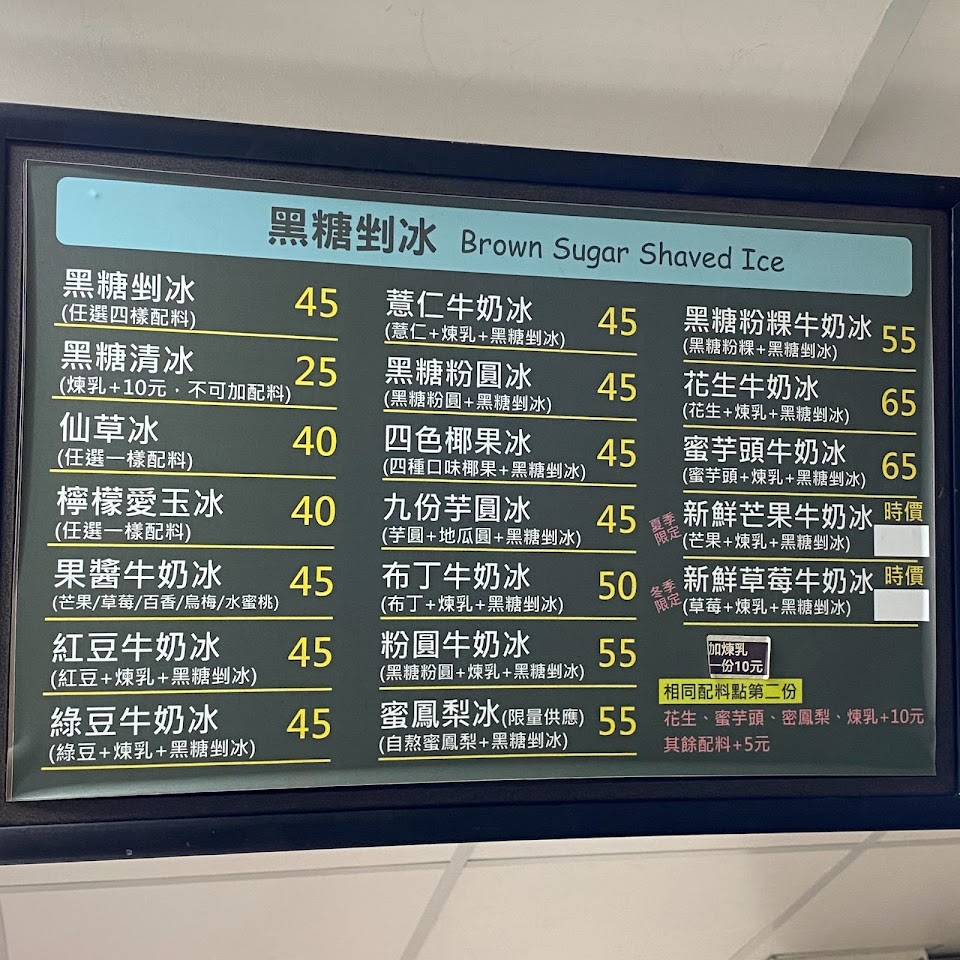 黑糖剉冰 Brown Sugar Shaved Ice
黑糖剉冰 45
(任選四樣配料)
黑糖清冰 25
(煉乳+10元，不可加配料)
仙草冰 40
(任選一樣配料)
檸檬愛玉冰 40
(任選一樣配料)
果醬牛奶冰 45
(芒果/草莓/百香/烏梅/水蜜桃)
紅豆牛奶冰 45
(紅豆+煉乳+黑糖剉冰)
綠豆牛奶冰 45
(綠豆+煉乳+黑糖剉冰)
薏仁牛奶冰 45
(薏仁+煉乳+黑糖剉冰)
黑糖粉圓冰 45
(黑糖粉圓+黑糖剉冰)
四色椰果冰 45
(四種口味椰果+黑糖剉冰)
九份芋圓冰 45
(芋圓+地瓜圓+黑糖剉冰)
布丁牛奶冰 50
(布丁+煉乳+黑糖剉冰)
粉圓牛奶冰 55
(黑糖粉圓+煉乳+黑糖剉冰)
蜜鳳梨冰(限量供應) 55
(自熬蜜鳳梨+黑糖剉冰)
黑糖粉粿牛奶冰 55
(黑糖粉粿+黑糖剉冰)
花生牛奶冰 65
(花生+煉乳+黑糖剉冰)
蜜芋頭牛奶冰 65
(蜜芋頭+煉乳+黑糖剉冰)
夏季限定 新鮮芒果牛奶冰 時價
(芒果+煉乳+黑糖剉冰)
冬季限定 新鮮草莓牛奶冰 時價
(草莓+煉乳+黑糖剉冰)
加煉乳
一份10元
相同配料點第二份
花生、蜜芋頭、密鳳梨、煉乳+10元
其餘配料+5元